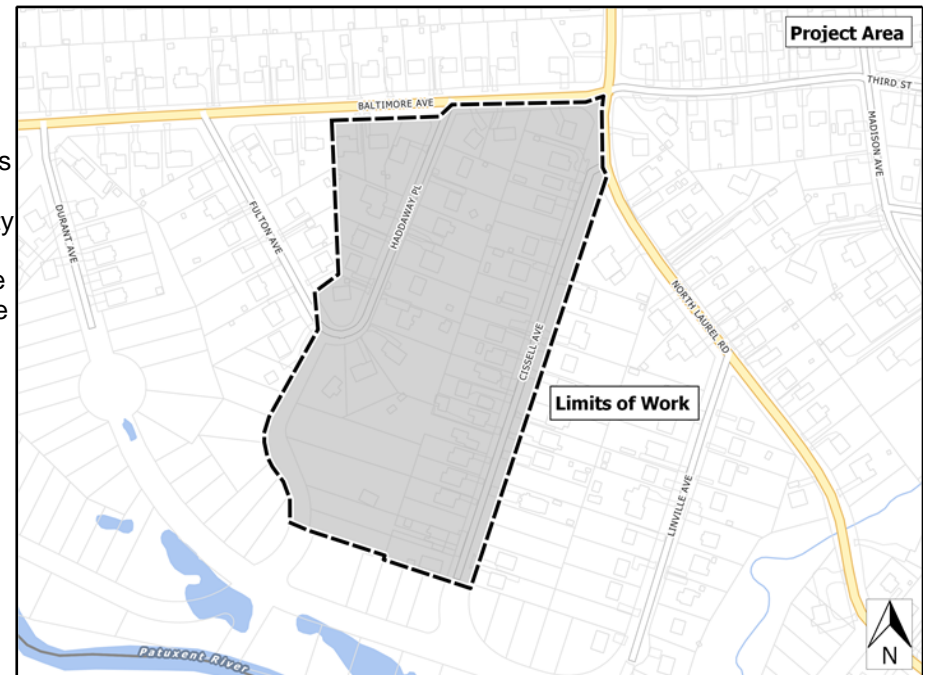 Project Area
BALTIMORE AVE
THIRD ST
MADISON AVE
s
y
e
e
DURANT AVE
FULTON AVE
HADDAWAY PL
NORTH LAUREL RD
CISSELL AVE
Limits of Work
LINVILLE AVE
Patuxent River
N